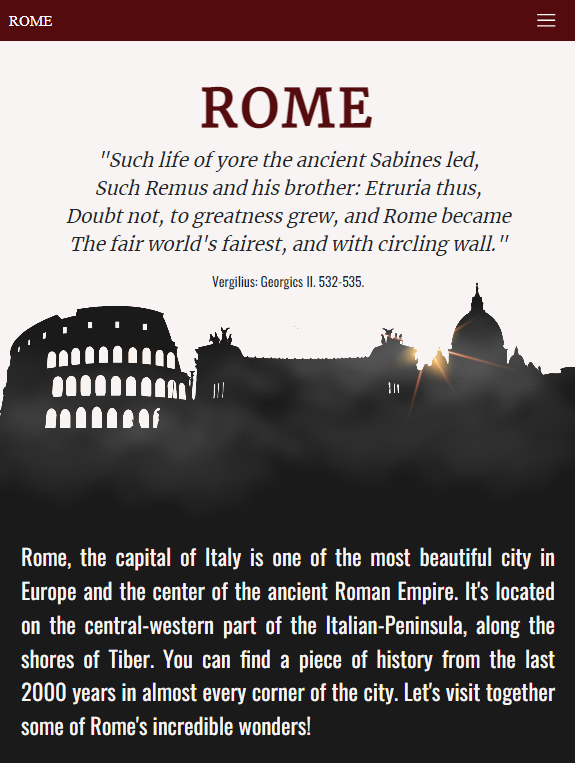 ROME
ROME
"Such life of yore the ancient Sabines led,
Such Remus and his brother: Etruria thus,
Doubt not, to greatness grew, and Rome became
The fair world's fairest, and with circling wall."
Vergilius: Georgics II. 532-535.
Rome, the capital of Italy is one of the most beautiful city in
Europe and the center of the ancient Roman Empire. It's located
on the central-western part of the Italian-Peninsula, along the
shores of Tiber. You can find a piece of history from the last
2000 years in almost every corner of the city. Let's visit together
some of Rome's incredible wonders!